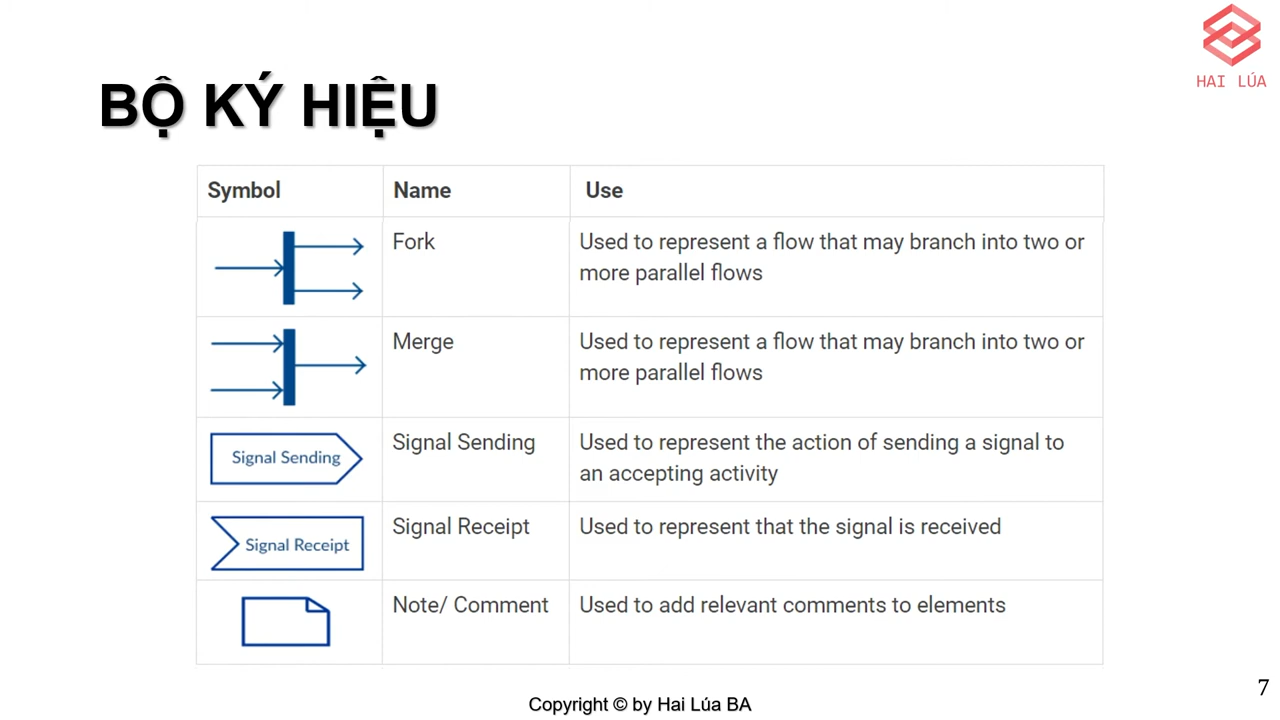 HAI LÚA
BỘ KÝ HIỆU
Symbol Name Use
Fork Used to represent a flow that may branch into two or
more parallel flows
Merge Used to represent a flow that may branch into two or
more parallel flows
Signal Sending Signal Sending Used to represent the action of sending a signal to
an accepting activity
Signal Receipt Signal Receipt Used to represent that the signal is received
Note/ Comment Used to add relevant comments to elements
Copyright © by Hai Lúa BA
7